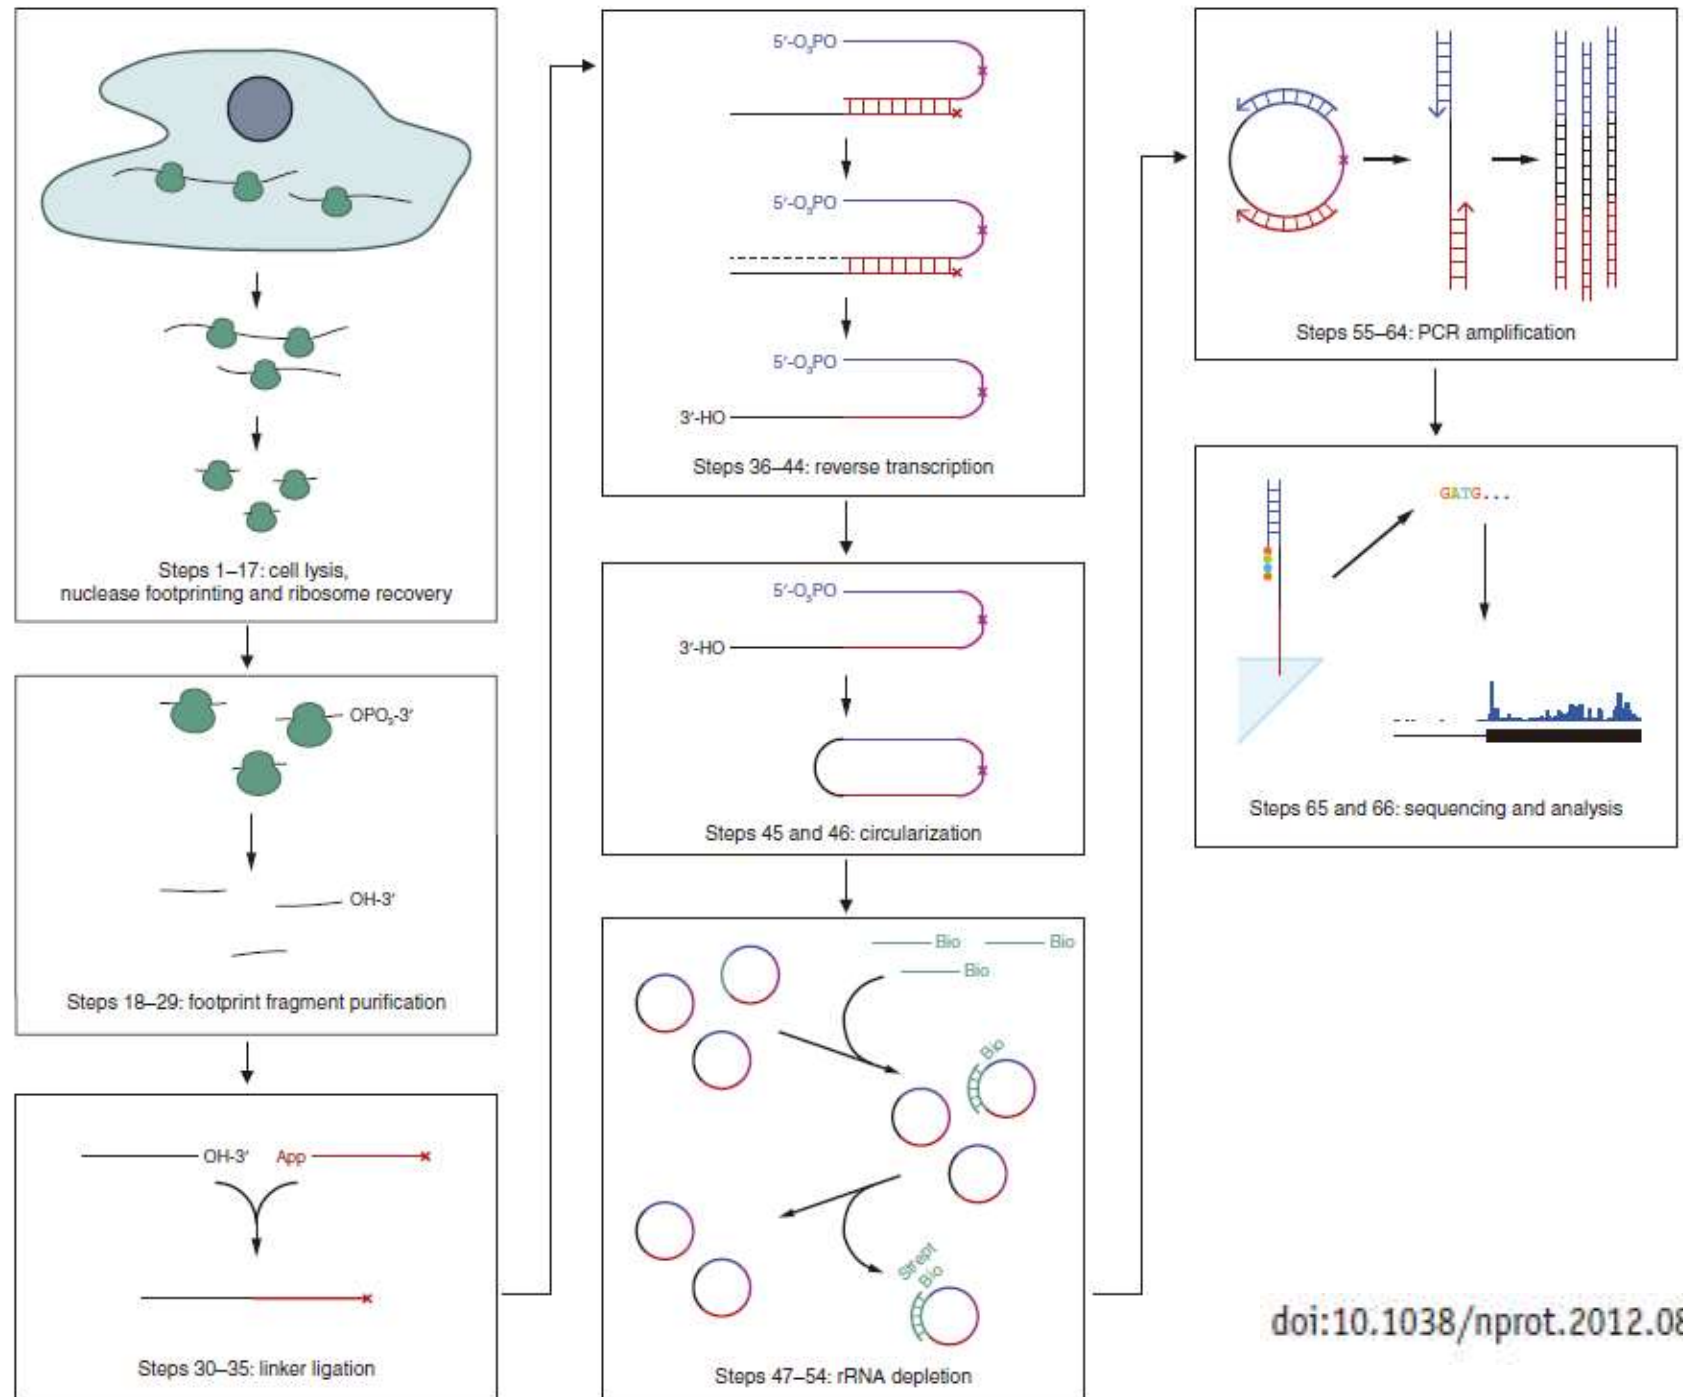 Steps 1–17: cell lysis,
nuclease footprinting and ribosome recovery
OPO₃-3′
OH-3′
Steps 18–29: footprint fragment purification
OH-3′ App
Steps 30–35: linker ligation
5′-O₃PO
5′-O₃PO
5′-O₃PO
3′-HO
Steps 36–44: reverse transcription
5′-O₃PO
3′-HO
Steps 45 and 46: circularization
Bio Bio
Bio
Bio
Strept
Bio
Steps 47–54: rRNA depletion
Steps 55–64: PCR amplification
GATG...
Steps 65 and 66: sequencing and analysis
doi:10.1038/nprot.2012.08